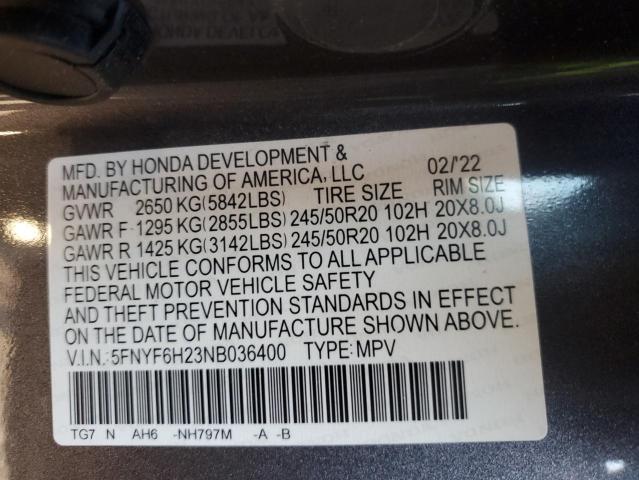 MFD. BY HONDA DEVELOPMENT &
MANUFACTURING OF AMERICA, LLC 02/'22
GVWR 2650 KG(5842LBS) TIRE SIZE RIM SIZE
GAWR F-1295 KG(2855LBS) 245/50R20 102H 20X8.0J
GAWR R 1425 KG(3142LBS) 245/50R20 102H 20X8.0J
THIS VEHICLE CONFORMS TO ALL APPLICABLE
FEDERAL MOTOR VEHICLE SAFETY
AND THEFT PREVENTION STANDARDS IN EFFECT
ON THE DATE OF MANUFACTURE SHOWN ABOVE.
V.I.N.:5FNYF6H23NB036400 TYPE:MPV
TG7 N AH6 -NH797M -A -B